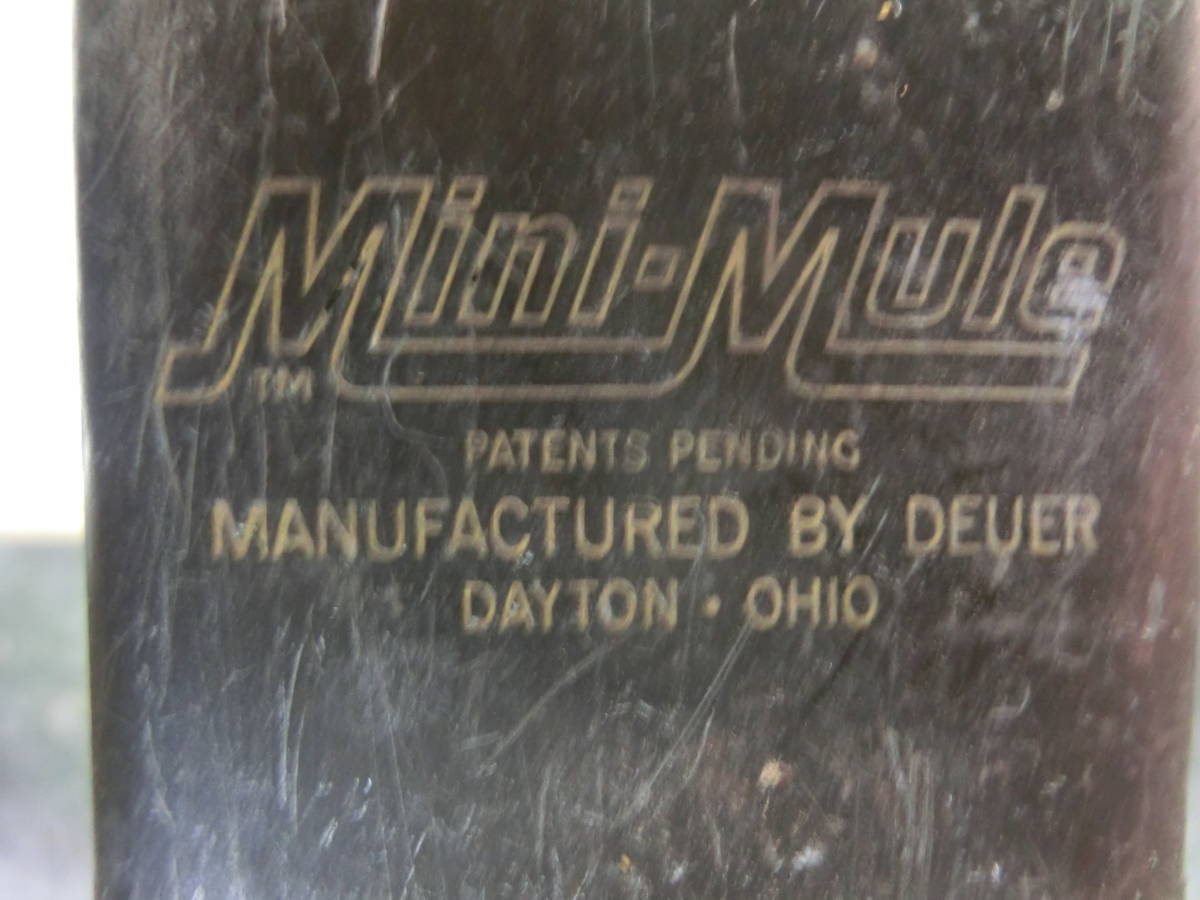 Mini-Mule
TM
PATENTS PENDING
MANUFACTURED BY DEUER
DAYTON • OHIO